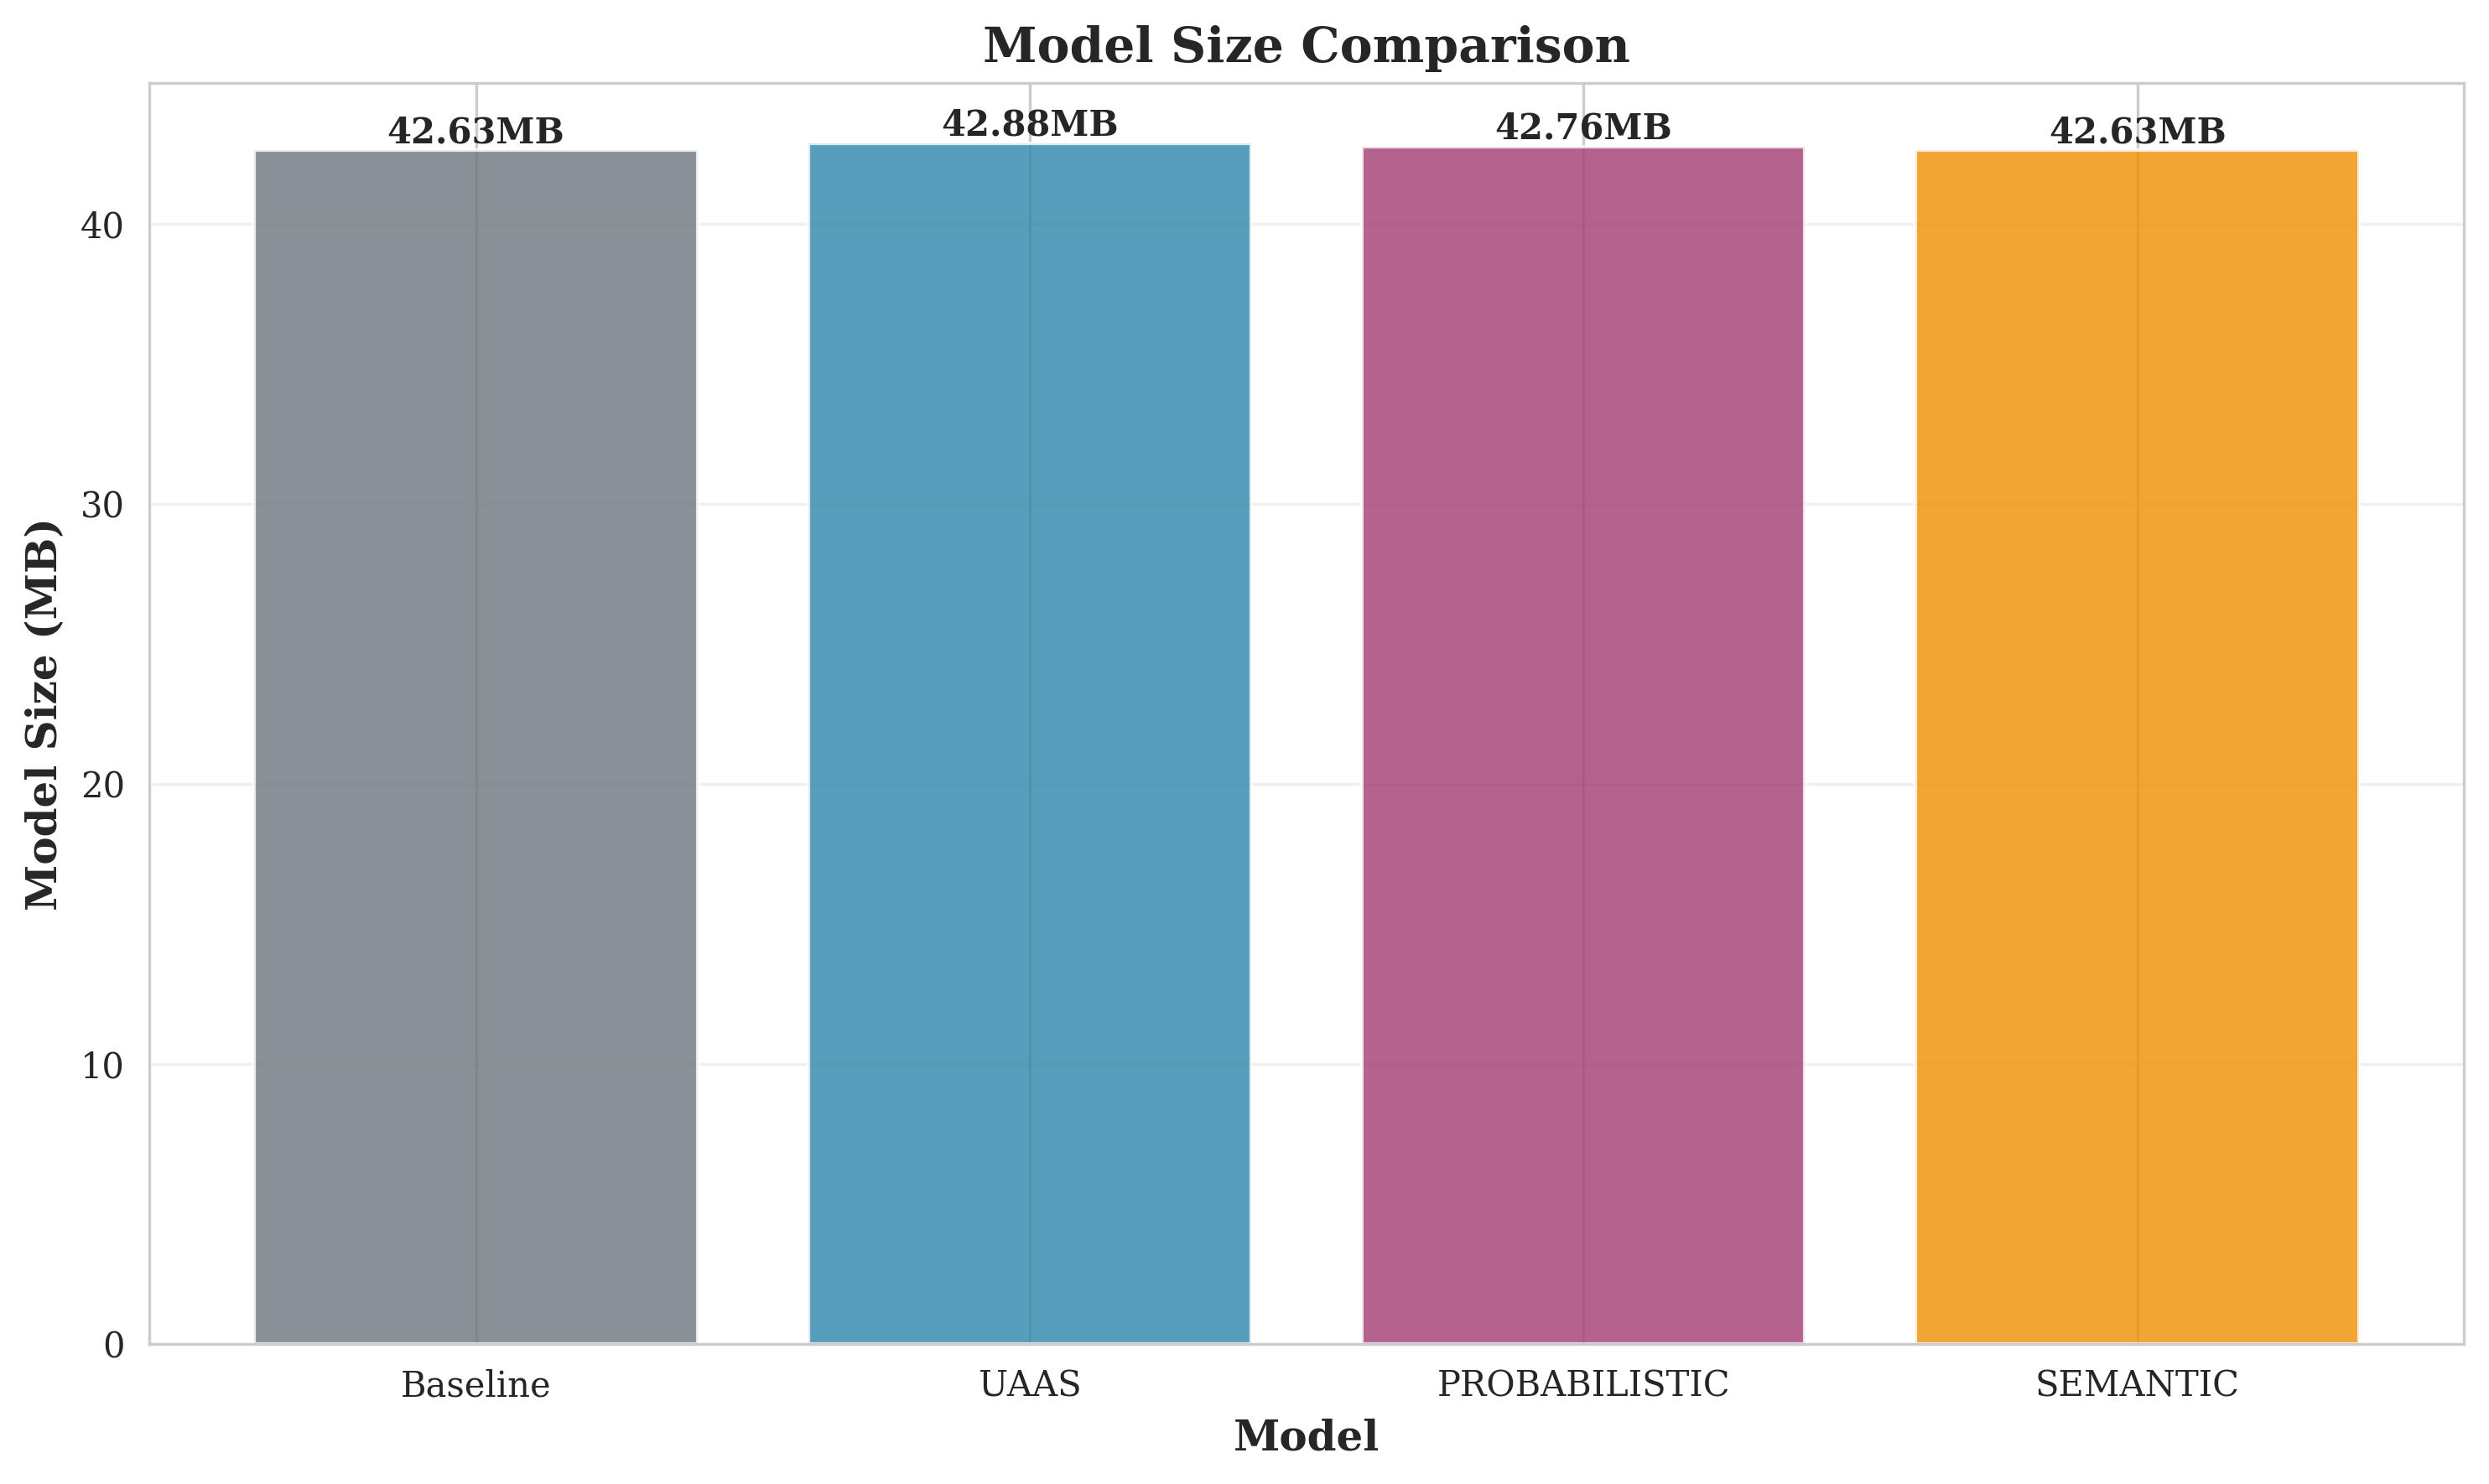 Model Size Comparison
42.63MB
42.88MB
42.76MB
42.63MB
Model Size (MB)
40
30
20
10
0
Baseline
UAAS
PROBABILISTIC
SEMANTIC
Model